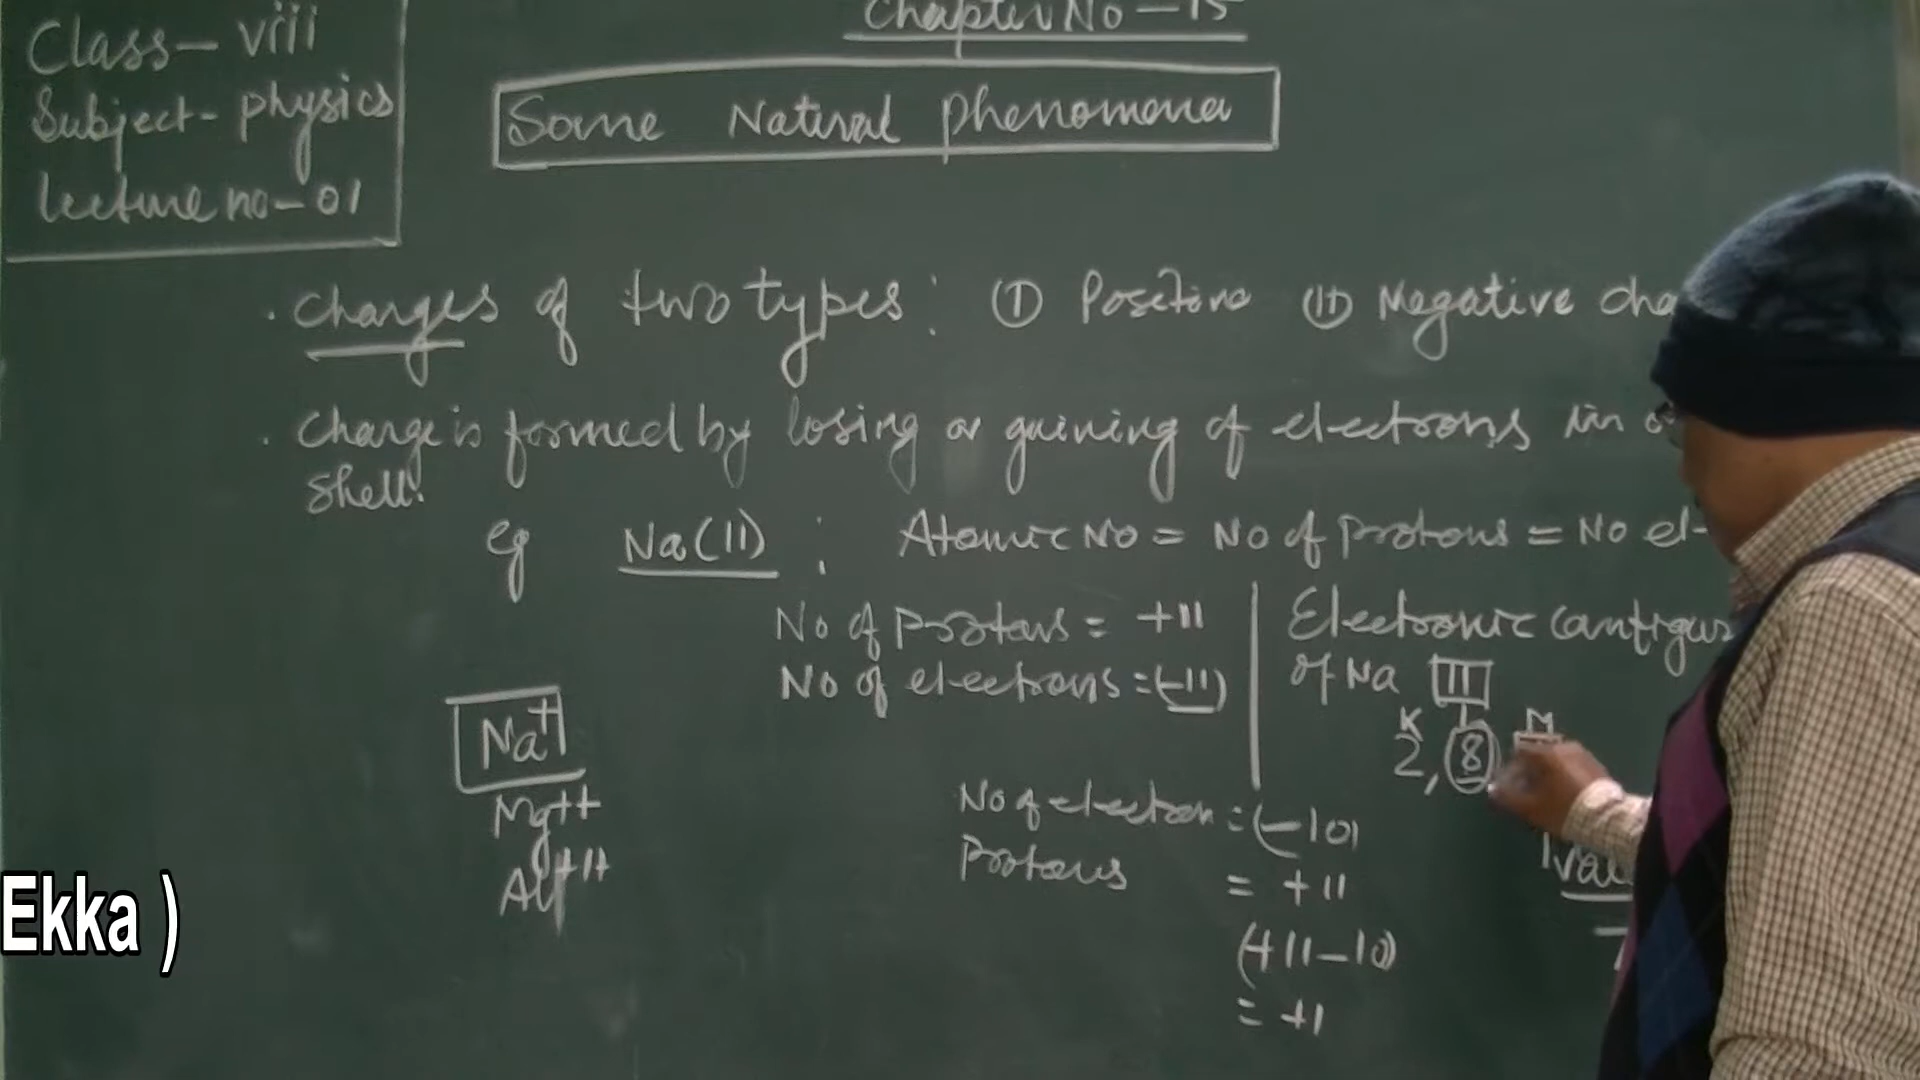 Class - viii
Subject - physics
Lecture no - 01
Chapter No - 15
Some Natural Phenomena
. Charges of two types : (I) Positive (II) Negative cha
. Charge is formed by losing or gaining of electrons in o
shell.
eg Na(11) : Atomic No = No of protons = No el-
No of protons = +11
No of electrons = (-11)
Electronic configur
of Na 11
K L M
2, 8
Na+
Mg++
Al+++
No of electron = (-10)
Protons = +11
(+11-10)
= +1
val
Ekka )